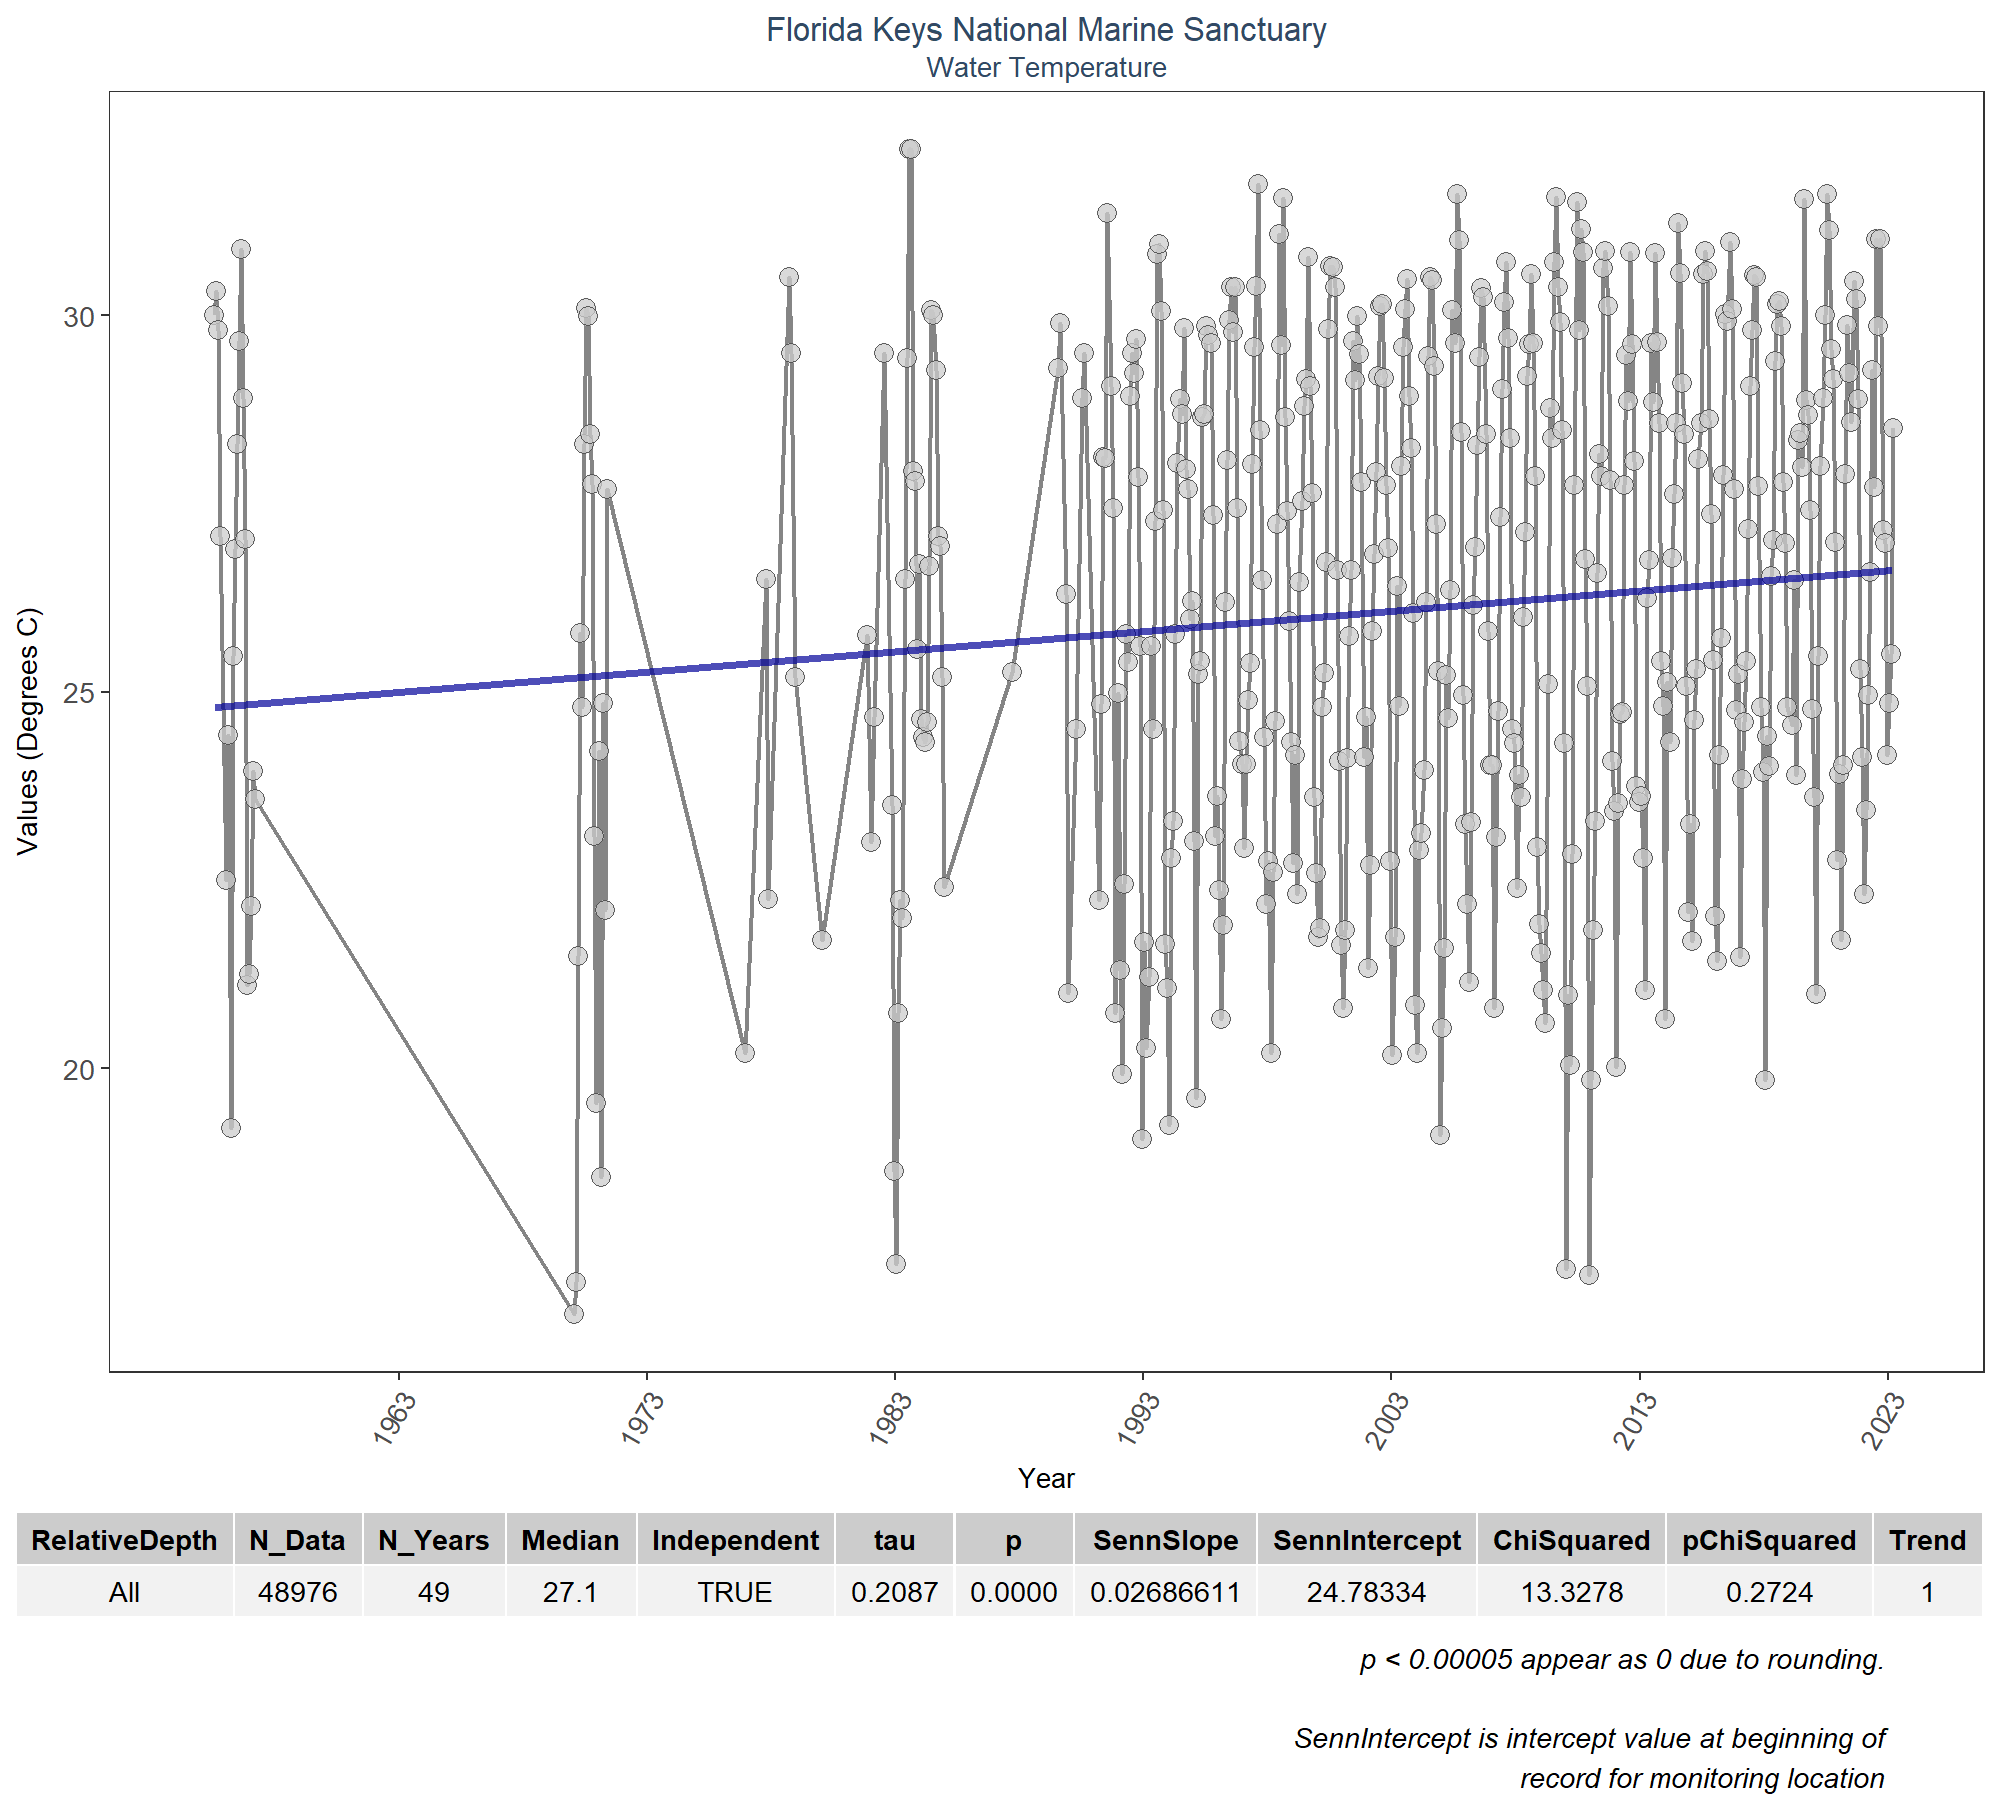 Florida Keys National Marine Sanctuary
Water Temperature
Values (Degrees C)
30
25
20
1963
1973
1983
1993
2003
2013
2023
Year
RelativeDepth N_Data N_Years Median Independent tau p SennSlope SennIntercept ChiSquared pChiSquared Trend
All 48976 49 27.1 TRUE 0.2087 0.0000 0.02686611 24.78334 13.3278 0.2724 1
p < 0.00005 appear as 0 due to rounding.
SennIntercept is intercept value at beginning of
record for monitoring location